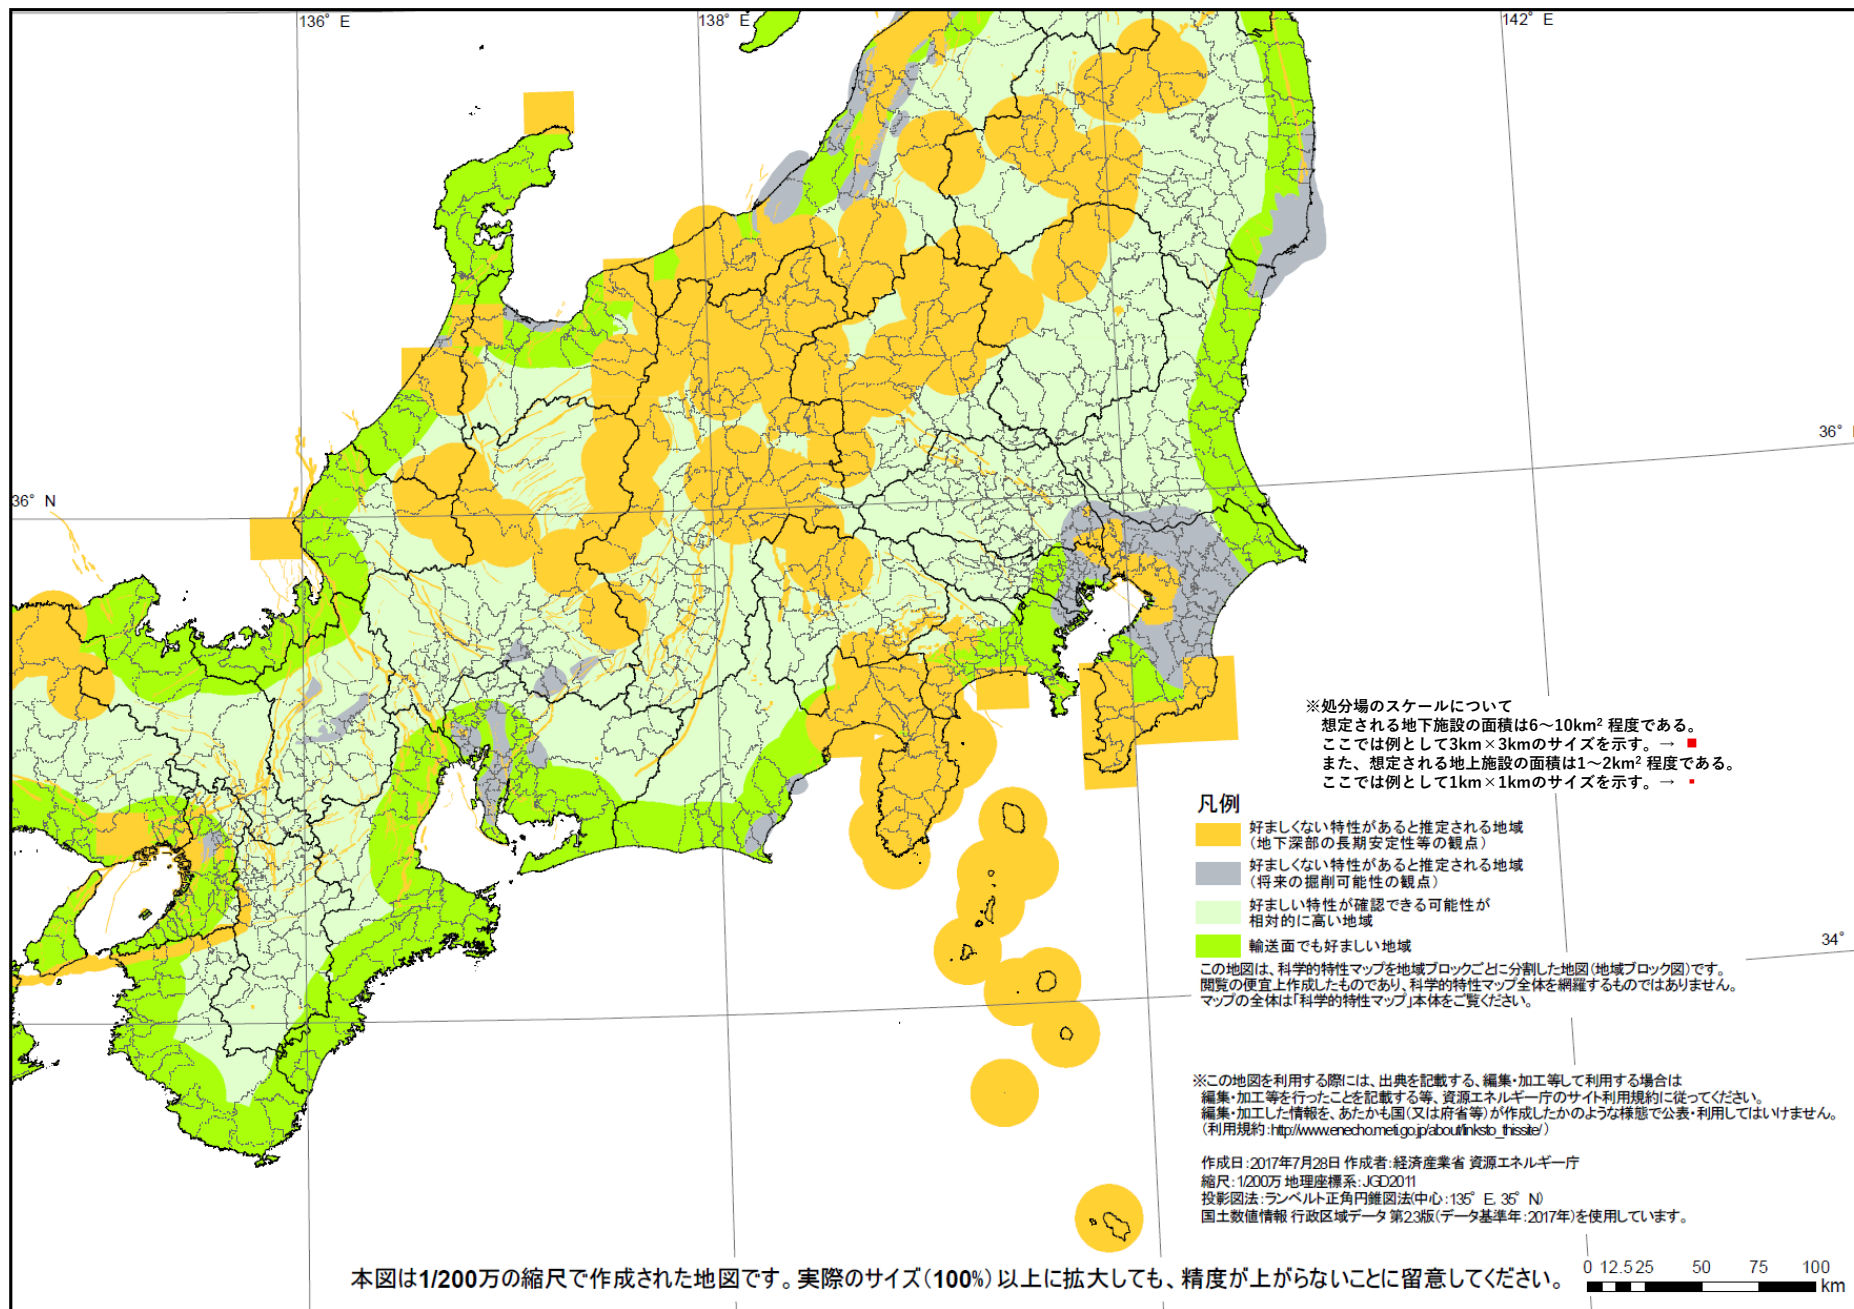 136° E
138° E
142° E
36°
36° N
34°
※処分場のスケールについて
想定される地下施設の面積は6～10km² 程度である。
ここでは例として3km×3kmのサイズを示す。→
また、想定される地上施設の面積は1～2km² 程度である。
ここでは例として1km×1kmのサイズを示す。→
凡例
好ましくない特性があると推定される地域
(地下深部の長期安定性等の観点)
好ましくない特性があると推定される地域
(将来の掘削可能性の観点)
好ましい特性が確認できる可能性が
相対的に高い地域
輸送面でも好ましい地域
この地図は、科学的特性マップを地域ブロックごとに分割した地図(地域ブロック図)です。
閲覧の便宜上作成したものであり、科学的特性マップ全体を網羅するものではありません。
マップの全体は「科学的特性マップ」本体をご覧ください。
※この地図を利用する際には、出典を記載する、編集・加工等して利用する場合は
編集・加工等を行ったことを記載する等、資源エネルギー庁のサイト利用規約に従ってください。
編集・加工した情報を、あたかも国(又は府省等)が作成したかのような様態で公表・利用してはいけません。
(利用規約:http://www.enecho.meti.go.jp/about/linksto_thissite/)
作成日:2017年7月28日 作成者:経済産業省 資源エネルギー庁
縮尺:1/200万 地理座標系:JGD2011
投影図法:ランベルト正角円錐図法(中心:135° E, 35° N)
国土数値情報 行政区域データ 第2.3版(データ基準年:2017年)を使用しています。
本図は1/200万の縮尺で作成された地図です。実際のサイズ(100%)以上に拡大しても、精度が上がらないことに留意してください。
0 12.5 25 50 75 100
km